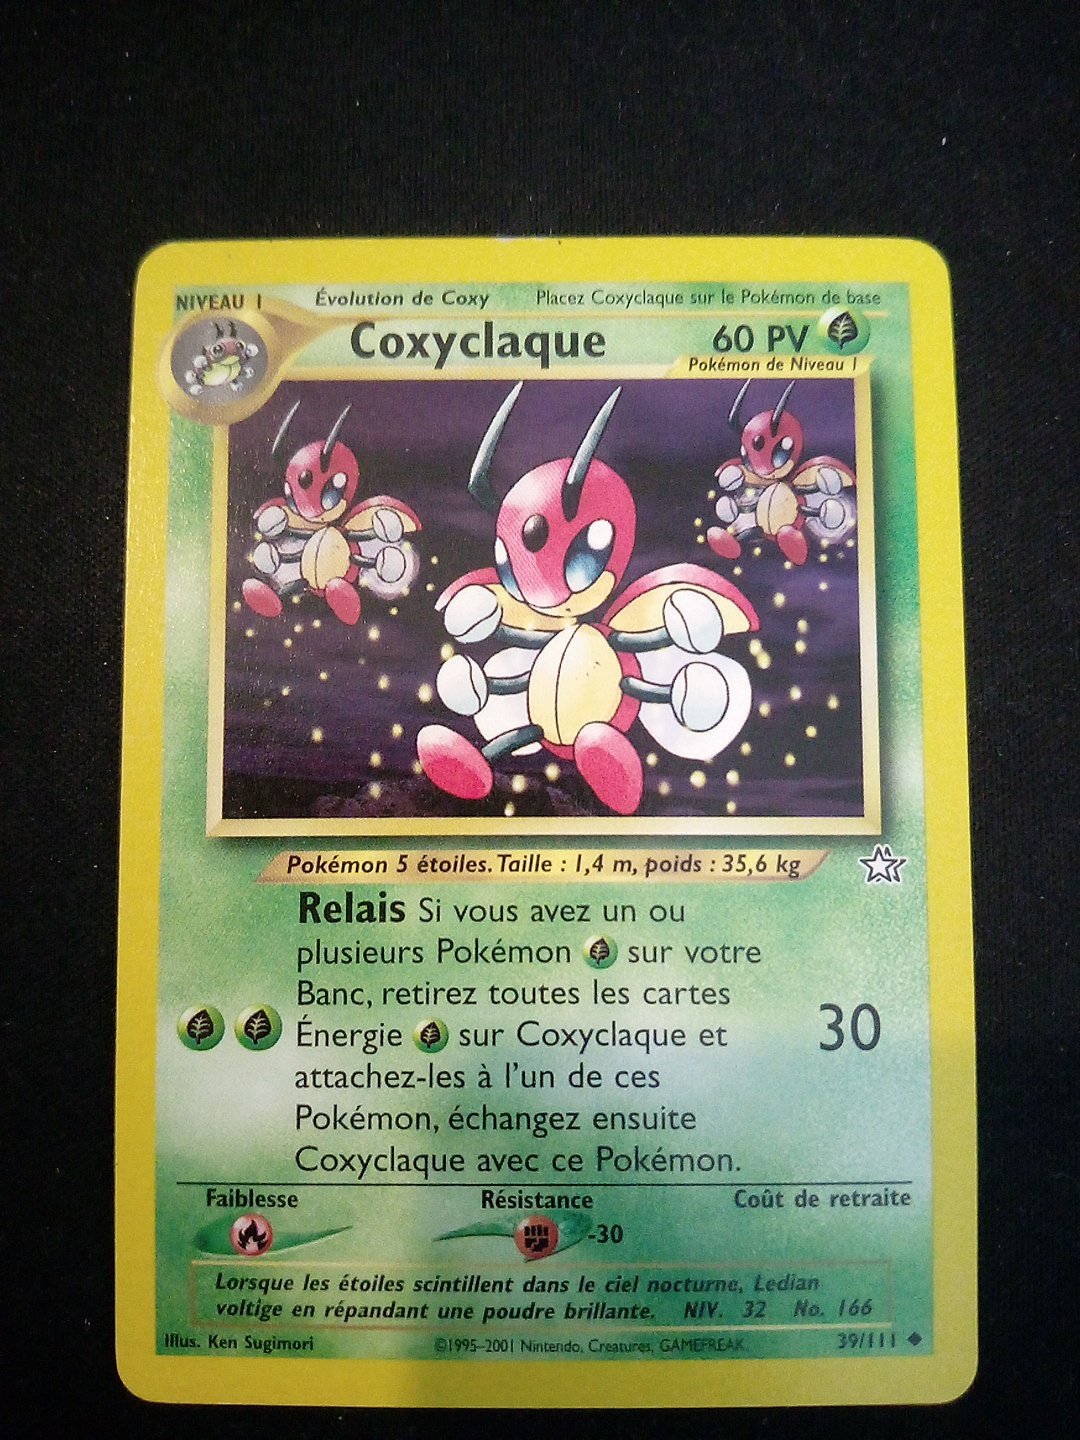 NIVEAU 1
Évolution de Coxy
Placez Coxyclaque sur le Pokémon de base
Coxyclaque
60 PV
Pokémon de Niveau 1
Pokémon 5 étoiles. Taille : 1,4 m, poids : 35,6 kg
Relais Si vous avez un ou
plusieurs Pokémon sur votre
Banc, retirez toutes les cartes
Énergie sur Coxyclaque et
attachez-les à l'un de ces
Pokémon, échangez ensuite
Coxyclaque avec ce Pokémon.
30
Faiblesse
Résistance
Coût de retraite
-30
Lorsque les étoiles scintillent dans le ciel nocturne, Ledian
voltige en répandant une poudre brillante. NIV. 32 No. 166
Illus. Ken Sugimori
©1995–2001 Nintendo, Creatures, GAMEFREAK.
39/111